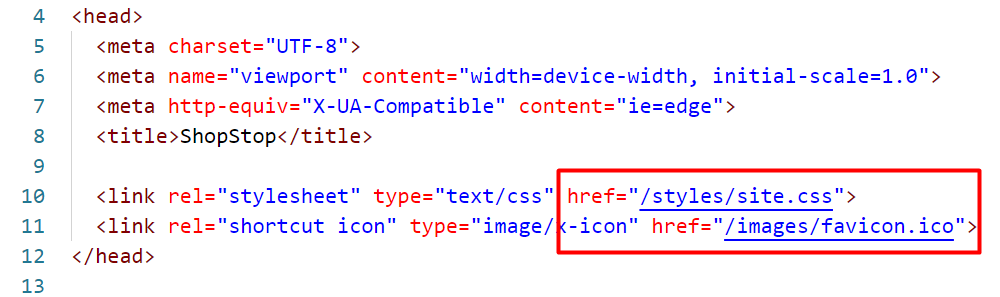 4 <head>
5 <meta charset="UTF-8">
6 <meta name="viewport" content="width=device-width, initial-scale=1.0">
7 <meta http-equiv="X-UA-Compatible" content="ie=edge">
8 <title>ShopStop</title>
9
10 <link rel="stylesheet" type="text/css" href="/styles/site.css">
11 <link rel="shortcut icon" type="image/x-icon" href="/images/favicon.ico">
12 </head>
13